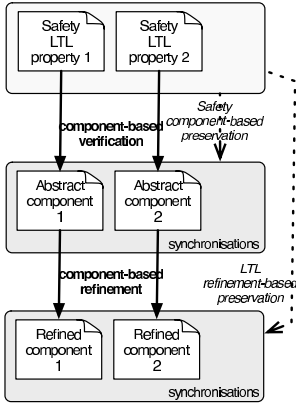 Safety
LTL
property 1
Safety
LTL
property 2
Safety
component-based
preservation
component-based
verification
Abstract
component
1
Abstract
component
2
synchronisations
component-based
refinement
LTL
refinement-based
preservation
Refined
component
1
Refined
component
2
synchronisations